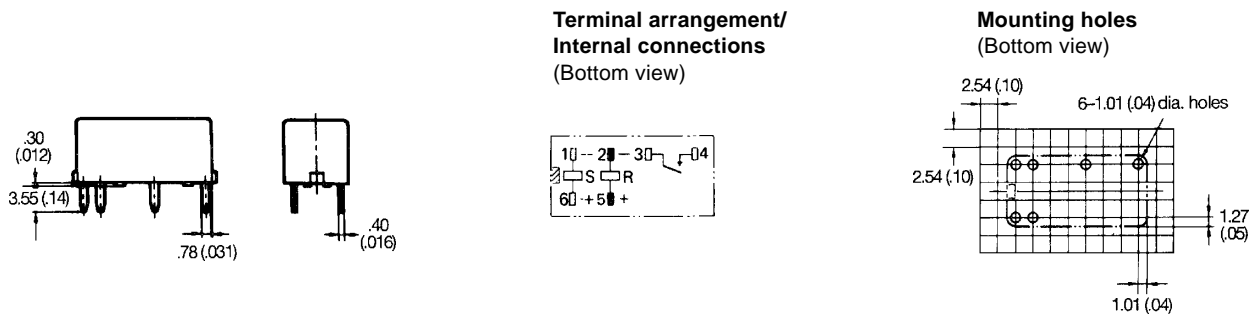 Terminal arrangement/
Internal connections
(Bottom view)
Mounting holes
(Bottom view)
.30
(.012)
3.55 (.14)
.78 (.031)
.40
(.016)
1 -- 2 - 3 4
S R
6 -+ 5 +
2.54 (.10)
6–1.01 (.04) dia. holes
2.54 (.10)
1.27
(.05)
1.01 (.04)